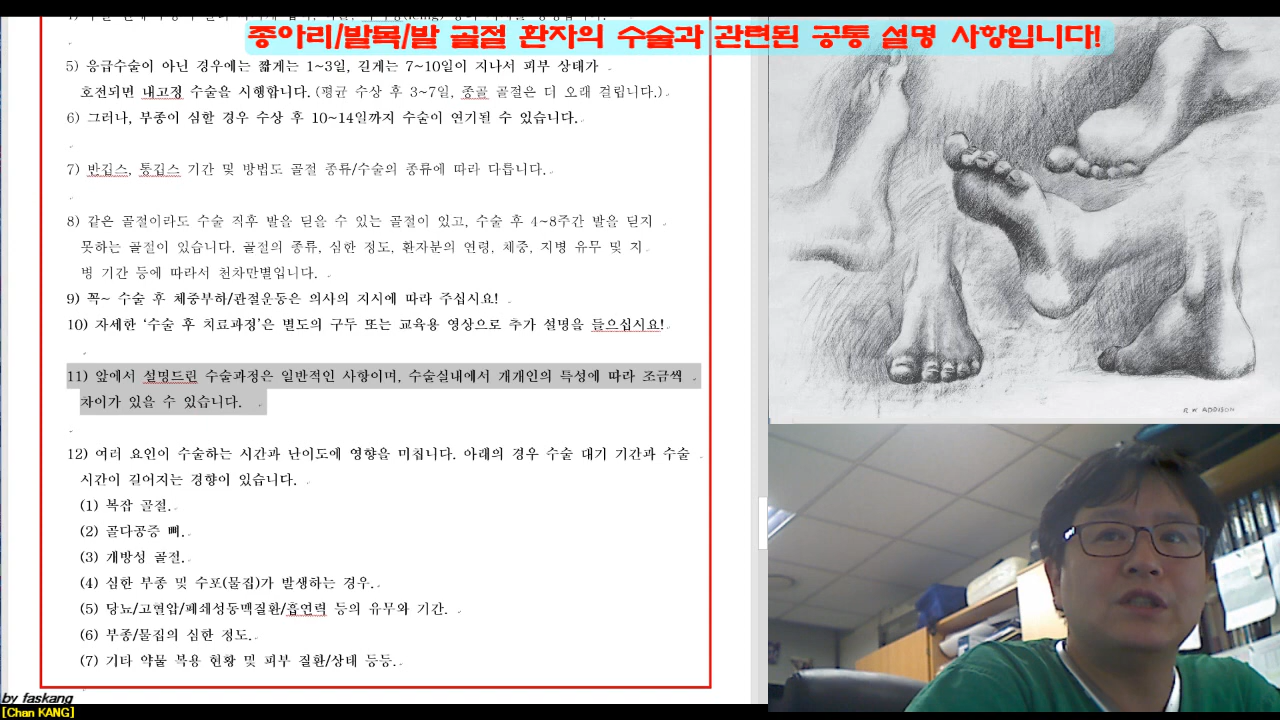 종아리/발목/발 골절 환자의 수술과 관련된 공통 설명 사항입니다!
5) 응급수술이 아닌 경우에는 짧게는 1~3일, 길게는 7~10일이 지나서 피부 상태가
호전되면 내고정 수술을 시행합니다. (평균 수상 후 3~7일, 종골 골절은 더 오래 걸립니다.)
6) 그러나, 부종이 심할 경우 수상 후 10~14일까지 수술이 연기될 수 있습니다.
7) 반깁스, 통깁스 기간 및 방법도 골절 종류/수술의 종류에 따라 다릅니다.
8) 같은 골절이라도 수술 직후 발을 딛을 수 있는 골절이 있고, 수술 후 4~8주간 발을 딛지
못하는 골절이 있습니다. 골절의 종류, 심한 정도, 환자분의 연령, 체중, 지병 유무 및 지
병 기간 등에 따라서 천차만별입니다.
9) 꼭~ 수술 후 체중부하/관절운동은 의사의 지시에 따라 주십시요!
10) 자세한 ‘수술 후 치료과정’은 별도의 구두 또는 교육용 영상으로 추가 설명을 들으십시요!
11) 앞에서 설명드린 수술과정은 일반적인 사항이며, 수술실내에서 개개인의 특성에 따라 조금씩
차이가 있을 수 있습니다.
12) 여러 요인이 수술하는 시간과 난이도에 영향을 미칩니다. 아래의 경우 수술 대기 기간과 수술
시간이 길어지는 경향이 있습니다.
(1) 복잡 골절.
(2) 골다공증 뼈.
(3) 개방성 골절.
(4) 심한 부종 및 수포(물집)가 발생하는 경우.
(5) 당뇨/고혈압/폐쇄성동맥질환/흡연력 등의 유무와 기간.
(6) 부종/물집의 심한 정도.
(7) 기타 약물 복용 현황 및 피부 질환/상태 등등.
R W ADDISON
by faskang
[Chan KANG]